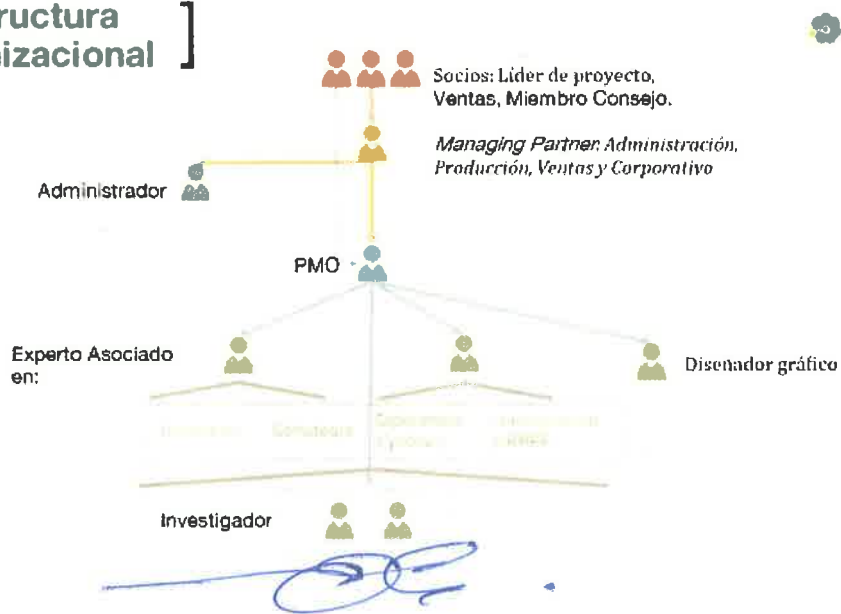 ructura
nizacional
Socios: Líder de proyecto,
Ventas, Miembro Consejo.
Managing Partner: Administración,
Producción, Ventas y Corporativo
Administrador
PMO
Experto Asociado
en:
Diseñador gráfico
Investigador